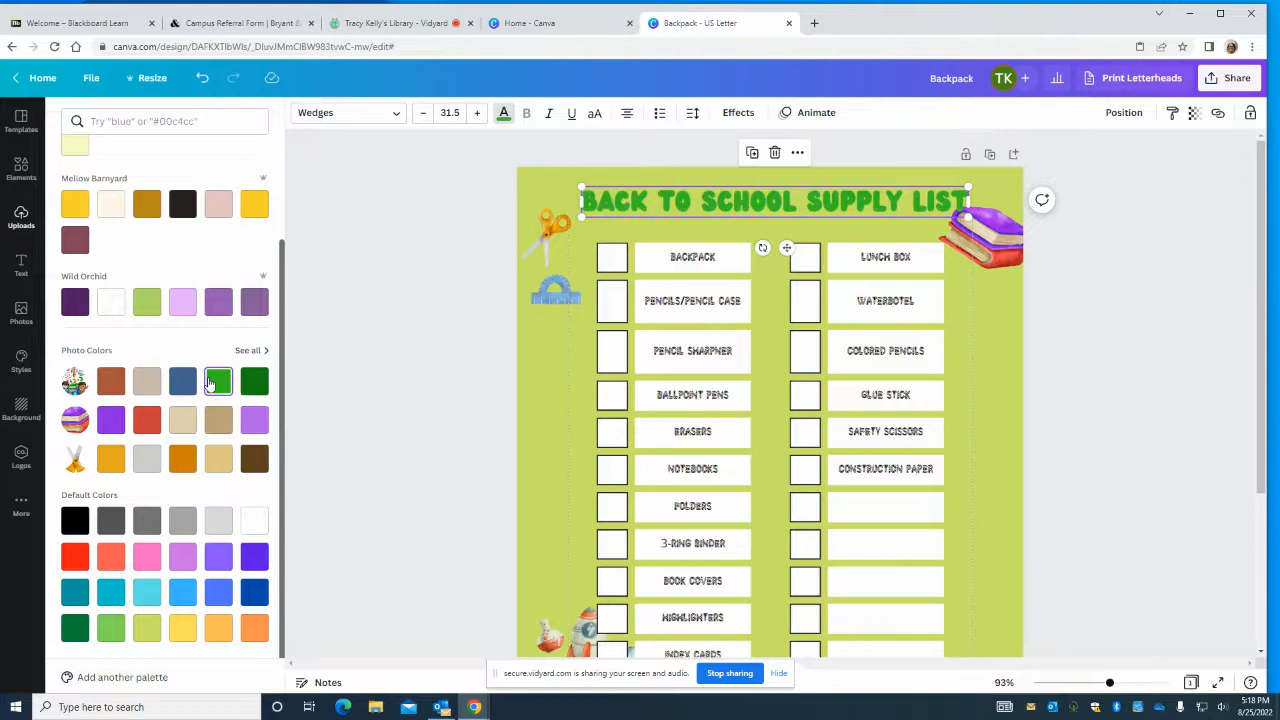 Welcome – Blackboard Learn
Campus Referral Form | Bryant &
Tracy Kelly's Library - Vidyard
Home - Canva
Backpack - US Letter
canva.com/design/DAFKXTIbWIs/_DIuvJMmCIBW983tvwC-mw/edit#
Home
File
Resize
Backpack
TK
Print Letterheads
Share
Templates
Elements
Uploads
Text
Photos
Styles
Background
CO.
Logos
More
Try "blue" or "#00c4cc"
Mellow Barnyard
Wild Orchid
Photo Colors
See all
Default Colors
Add another palette
Wedges
31.5
A
B
I
U
aA
Effects
Animate
Position
BACK TO SCHOOL SUPPLY LIST
BACKPACK
LUNCH BOX
PENCILS/PENCIL CASE
WATERBOTEL
PENCIL SHARPNER
COLORED PENCILS
BALLPOINT PENS
GLUE STICK
ERASERS
SAFETY SCISSORS
NOTEBOOKS
CONSTRUCTION PAPER
FOLDERS
3-RING BINDER
BOOK COVERS
HIGHLIGHTERS
INDEX CARDS
secure.vidyard.com is sharing your screen and audio.
Stop sharing
Hide
Notes
93%
1
Type here to search
5:18 PM
8/25/2022